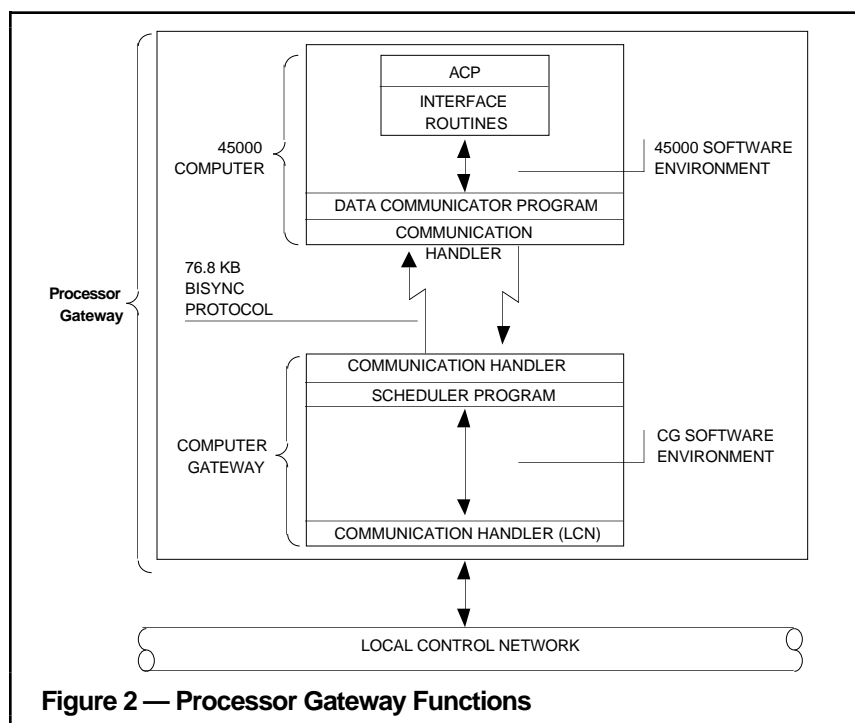 ACP
INTERFACE
ROUTINES
45000
COMPUTER
45000 SOFTWARE
ENVIRONMENT
DATA COMMUNICATOR PROGRAM
COMMUNICATION
HANDLER
76.8 KB
BISYNC
PROTOCOL
Processor
Gateway
COMMUNICATION HANDLER
SCHEDULER PROGRAM
COMPUTER
GATEWAY
CG SOFTWARE
ENVIRONMENT
COMMUNICATION HANDLER (LCN)
LOCAL CONTROL NETWORK
Figure 2 — Processor Gateway Functions